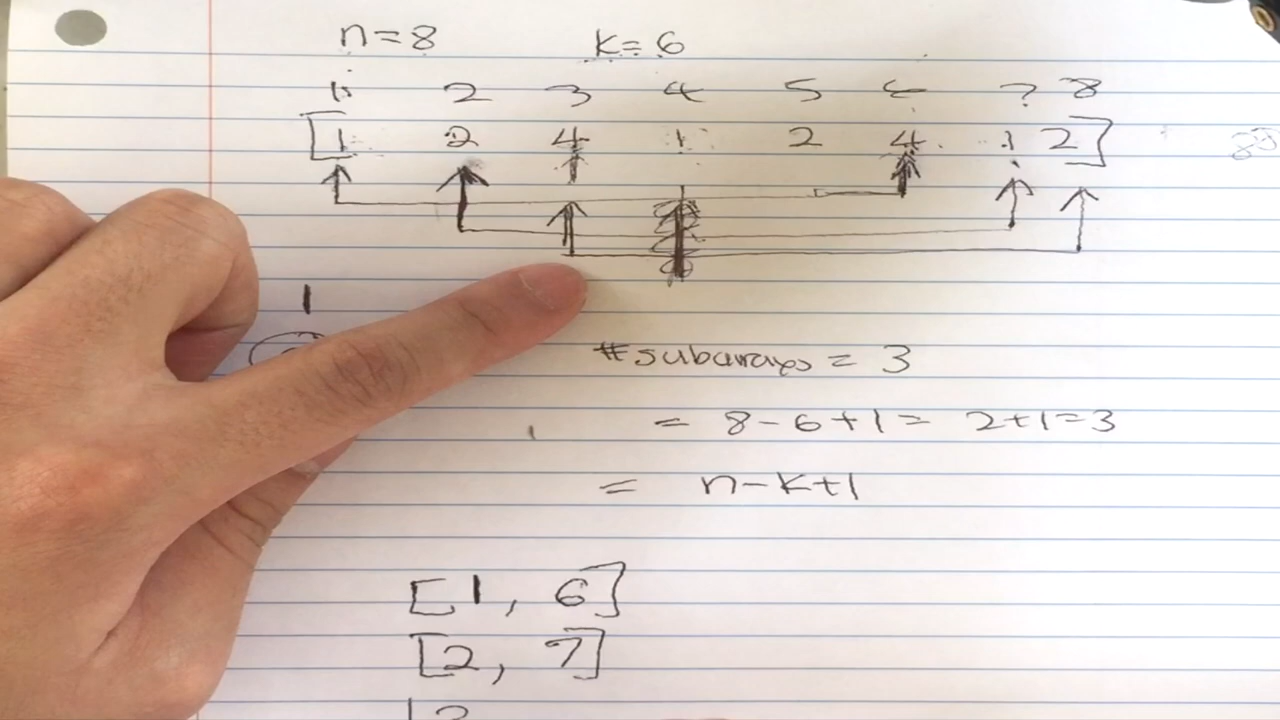 n=8 k=6
1 2 3 4 5 6 7 8
[1 2 4 1 2 4 1 2]
1
#subarrays = 3
= 8-6+1= 2+1=3
= n-k+1
[1, 6]
[2, 7]